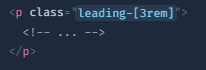 <p class="leading-[3rem]">
<!-- ... -->
</p>